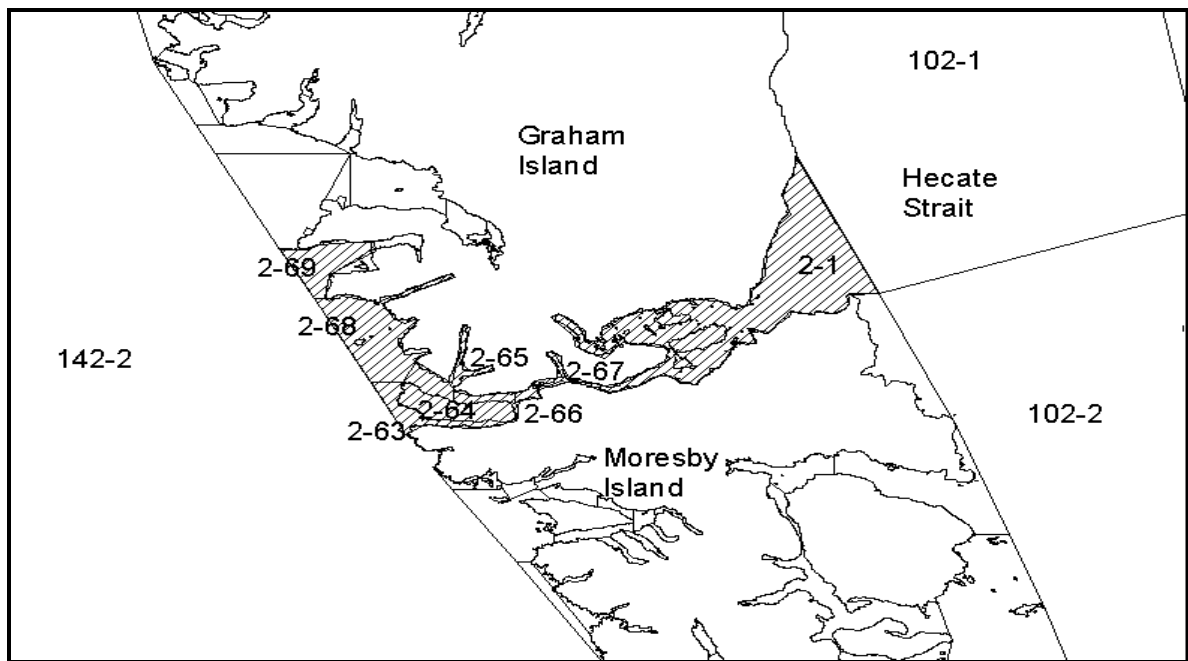 102-1
Graham
Island
Hecate
Strait
2-69
2-1
2-68
142-2
2-65
2-67
2-64
2-66
102-2
2-63
Moresby
Island